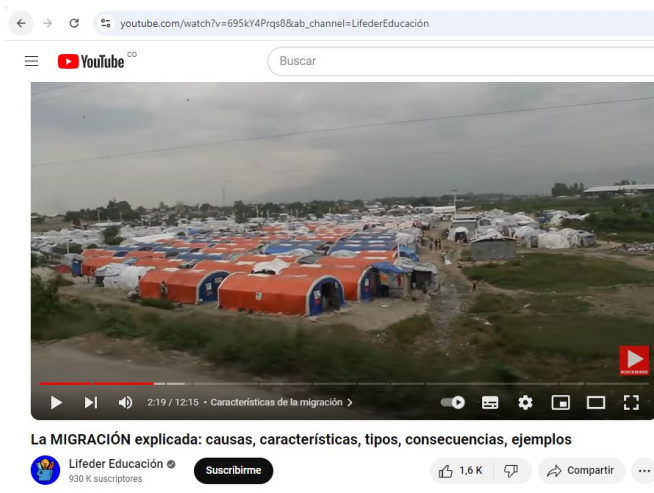 youtube.com/watch?v=695kY4Prqs8&ab_channel=LifederEducación
YouTube CO
Buscar
SUSCRIBIRSE
2:19 / 12:15 • Características de la migración
La MIGRACIÓN explicada: causas, características, tipos, consecuencias, ejemplos
Lifeder Educación
930 K suscriptores
Suscribirme
1,6 K
Compartir